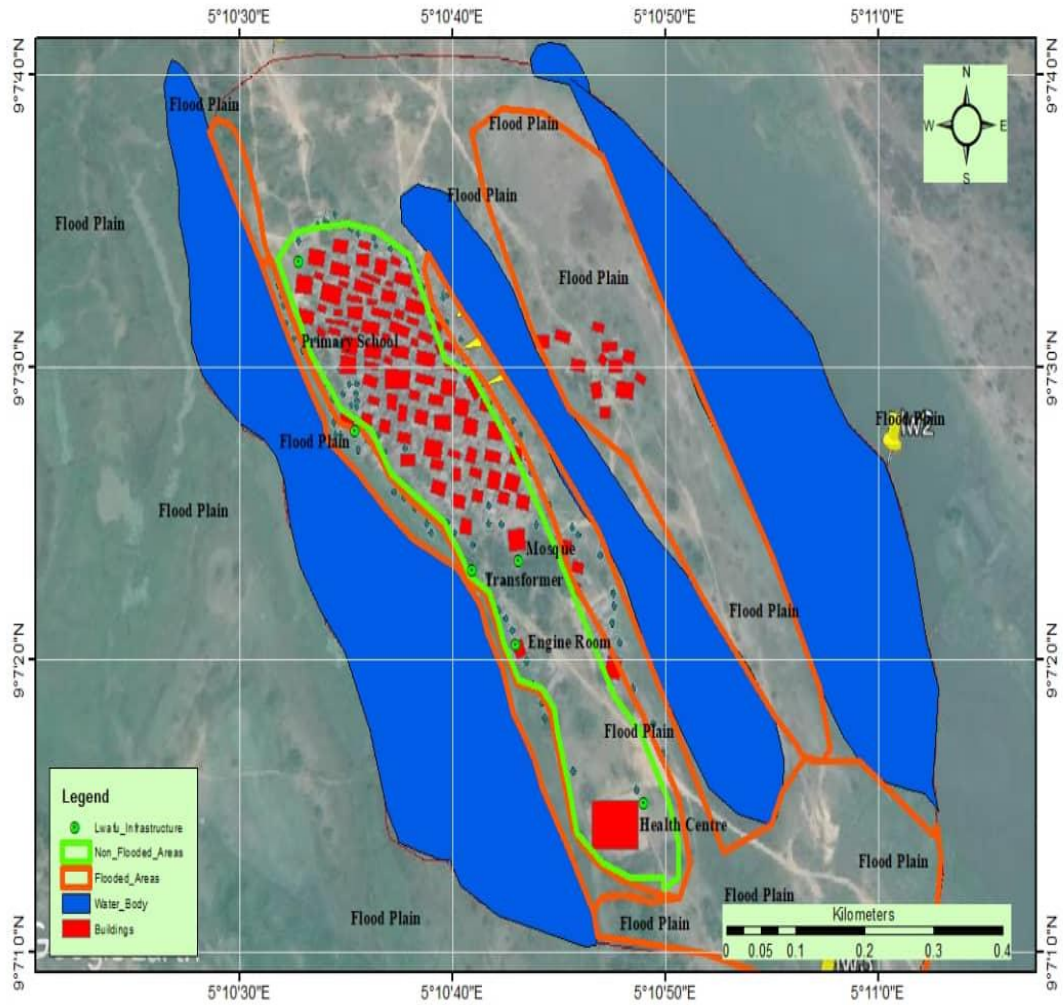 5°10'30"E
5°10'40"E
5°10'50"E
5°11'0"E
9°7'40"N
9°7'40"N
N
W
E
S
Flood Plain
Flood Plain
Flood Plain
Flood Plain
Flood Plain
Primary School
9°7'30"N
9°7'30"N
Flood Plain
Flood Plain
Flood Plain
Mosque
Transformer
Flood Plain
Engine Room
9°7'20"N
9°7'20"N
Flood Plain
Health Centre
Flood Plain
Flood Plain
Flood Plain
Flood Plain
Legend
Lwafu_Infrastructure
Non_Flooded_Areas
Flooded_Areas
Water_Body
Buildings
Kilometers
0 0.05 0.1 0.2 0.3 0.4
9°7'10"N
9°7'10"N
5°10'30"E
5°10'40"E
5°10'50"E
5°11'0"E